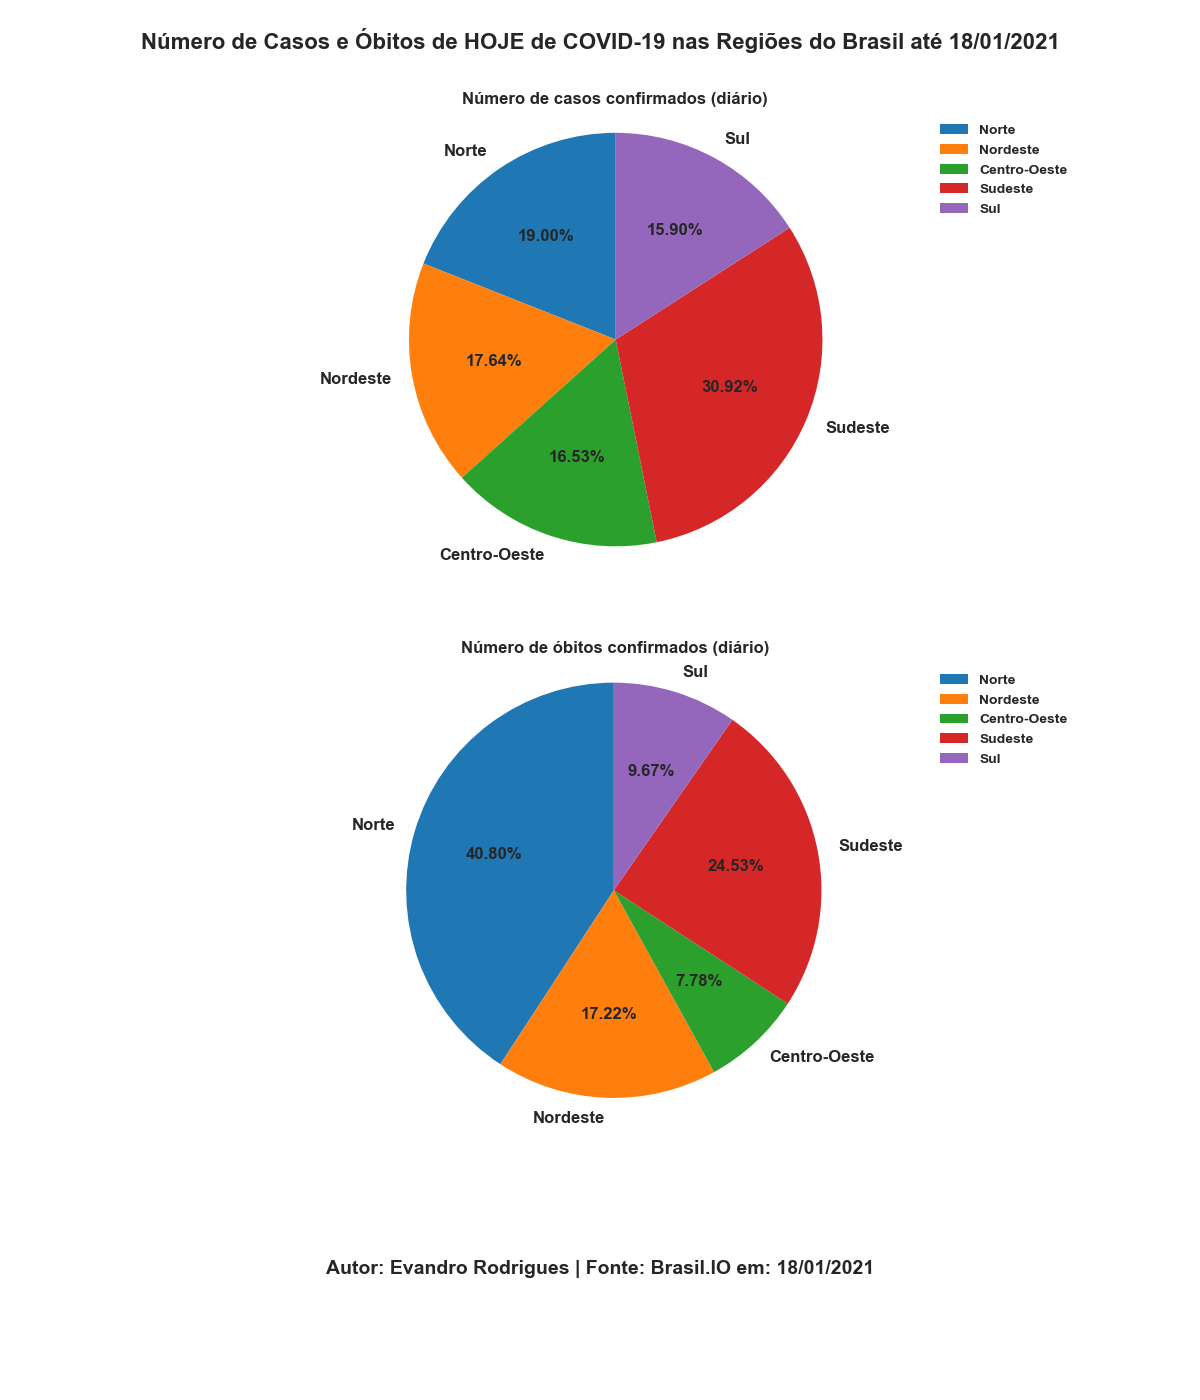 Número de Casos e Óbitos de HOJE de COVID-19 nas Regiões do Brasil até 18/01/2021
Número de casos confirmados (diário)
Norte
Sul
19.00%
15.90%
17.64%
30.92%
Nordeste
Sudeste
16.53%
Centro-Oeste
Norte
Nordeste
Centro-Oeste
Sudeste
Sul
Número de óbitos confirmados (diário)
Sul
9.67%
Norte
40.80%
Sudeste
24.53%
7.78%
17.22%
Centro-Oeste
Nordeste
Norte
Nordeste
Centro-Oeste
Sudeste
Sul
Autor: Evandro Rodrigues | Fonte: Brasil.IO em: 18/01/2021